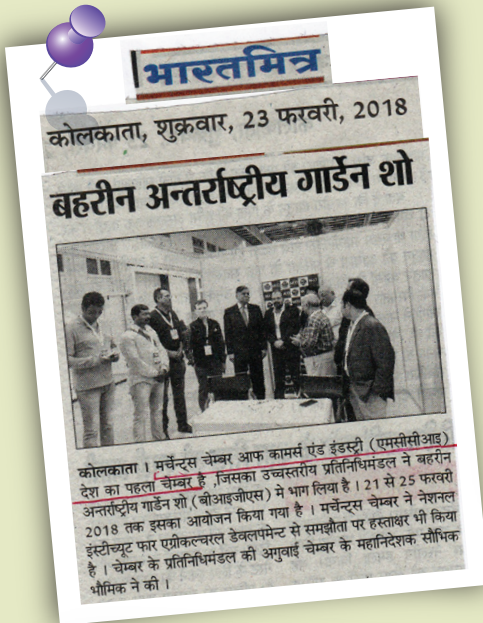 भारतमित्र
कोलकाता, शुक्रवार, 23 फरवरी, 2018
बहरीन अन्तर्राष्ट्रीय गार्डेन शो
कोलकाता । मर्चेन्ट्स चेम्बर आफ कामर्स एंड इंडस्ट्री (एमसीसीआइ)
देश का पहला चेम्बर है ,जिसका उच्चस्तरीय प्रतिनिधिमंडल ने बहरीन
अन्तर्राष्ट्रीय गार्डेन शो (बीआइजीएस) मे भाग लिया है । 21 से 25 फरवरी
2018 तक इसका आयोजन किया गया है । मर्चेन्ट्स चेम्बर ने नेशनल
इंस्टीच्यूट फार एग्रीकल्चरल डेवलपमेन्ट से समझौता पर हस्ताक्षर भी किया
है । चेम्बर के प्रतिनिधिमंडल की अगुवाई चेम्बर के महानिदेशक सौभिक
भौमिक ने की ।